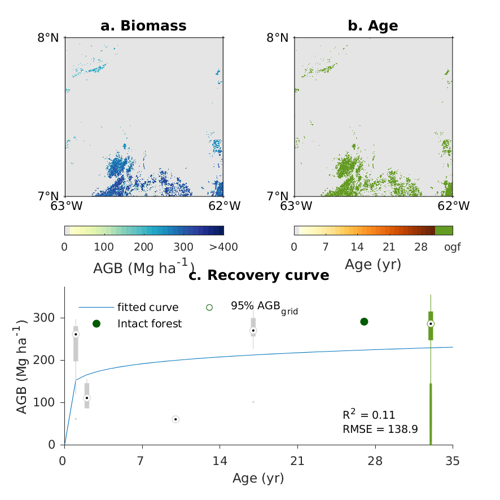 a. Biomass
b. Age
8°N
7°N
63°W
62°W
8°N
7°N
63°W
62°W
0 100 200 300 >400
AGB (Mg ha-1)
0 7 14 21 28 ogf
Age (yr)
c. Recovery curve
fitted curve
95% AGBgrid
Intact forest
300
200
100
0
AGB (Mg ha-1)
R2 = 0.11
RMSE = 138.9
0 7 14 21 28 35
Age (yr)